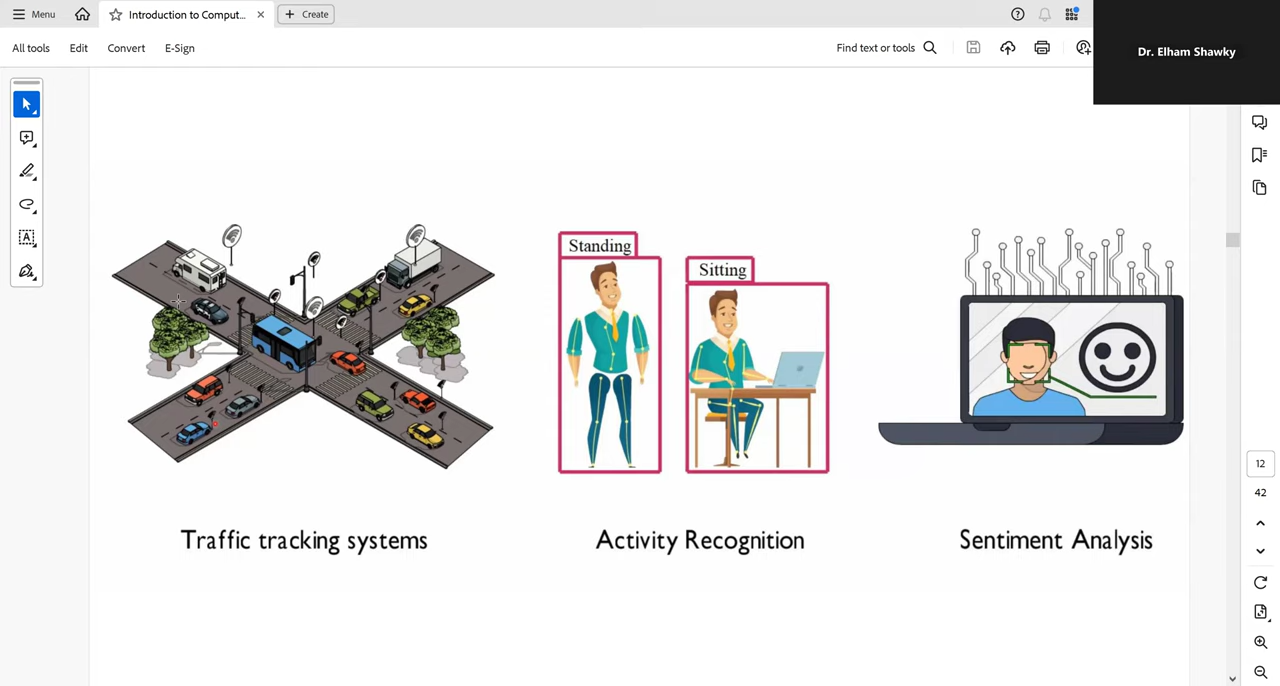 Menu
Introduction to Comput...
Create
All tools
Edit
Convert
E-Sign
Find text or tools
Dr. Elham Shawky
Standing
Sitting
Traffic tracking systems
Activity Recognition
Sentiment Analysis
12
42